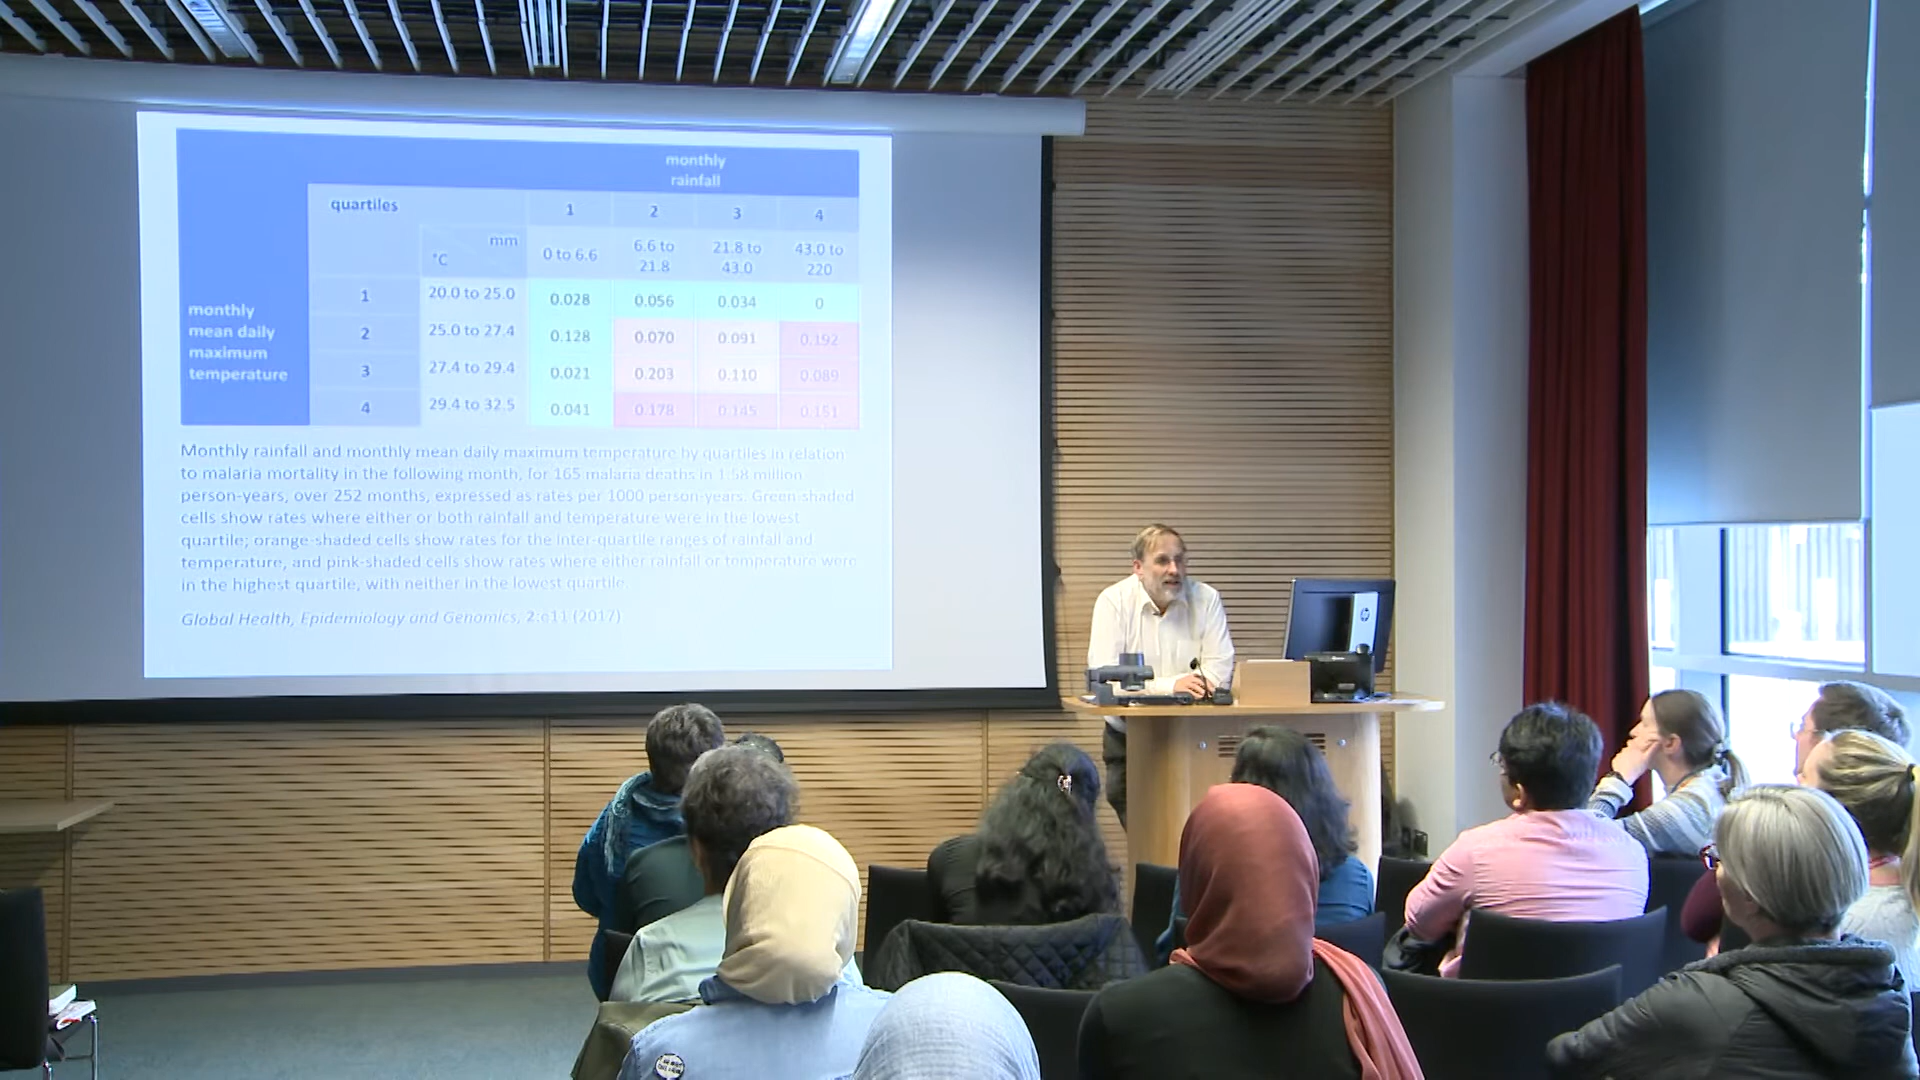 monthly
rainfall
quartiles
1 2 3 4
mm
°C
0 to 6.6
6.6 to
21.8
21.8 to
43.0
43.0 to
220
monthly
mean daily
maximum
temperature
1 20.0 to 25.0 0.028 0.056 0.034 0
2 25.0 to 27.4 0.128 0.070 0.091 0.192
3 27.4 to 29.4 0.021 0.203 0.110 0.089
4 29.4 to 32.5 0.041 0.178 0.145 0.151
Monthly rainfall and monthly mean daily maximum temperature by quartiles in relation
to malaria mortality in the following month, for 165 malaria deaths in 1.58 million
person-years, over 252 months, expressed as rates per 1000 person-years. Green-shaded
cells show rates where either or both rainfall and temperature were in the lowest
quartile; orange-shaded cells show rates for the inter-quartile ranges of rainfall and
temperature, and pink-shaded cells show rates where either rainfall or temperature were
in the highest quartile, with neither in the lowest quartile.
Global Health, Epidemiology and Genomics, 2:e11 (2017)
hp